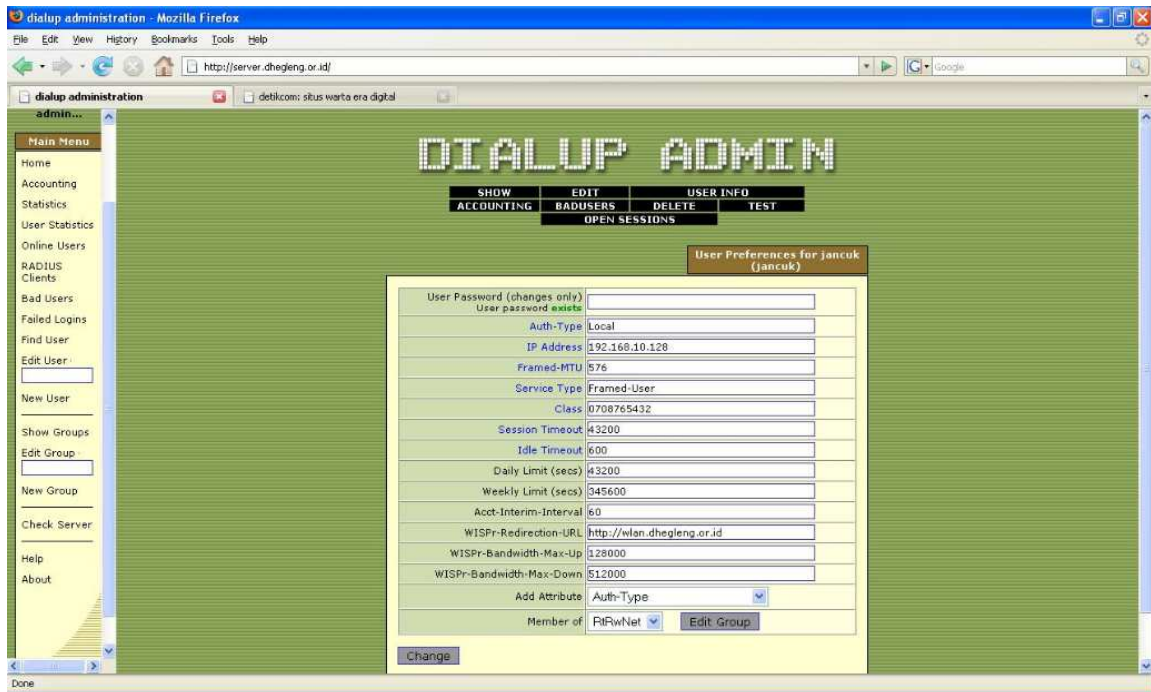 dialup administration - Mozilla Firefox
File Edit View History Bookmarks Tools Help
http://server.dhegleng.or.id/
Google
dialup administration
detikcom: situs warta era digital
admin...
Main Menu
Home
Accounting
Statistics
User Statistics
Online Users
RADIUS
Clients
Bad Users
Failed Logins
Find User
Edit User
New User
Show Groups
Edit Group
New Group
Check Server
Help
About
DIALUP ADMIN
SHOW EDIT USER INFO
ACCOUNTING BADUSERS DELETE TEST
OPEN SESSIONS
User Preferences for jancuk
(jancuk)
User Password (changes only)
User password exists
Auth-Type Local
IP Address 192.168.10.128
Framed-MTU 576
Service Type Framed-User
Class 0708765432
Session Timeout 43200
Idle Timeout 600
Daily Limit (secs) 43200
Weekly Limit (secs) 345600
Acct-Interim-Interval 60
WISPr-Redirection-URL http://wlan.dhegleng.or.id
WISPr-Bandwidth-Max-Up 128000
WISPr-Bandwidth-Max-Down 512000
Add Attribute Auth-Type
Member of RtRwNet Edit Group
Change
Done